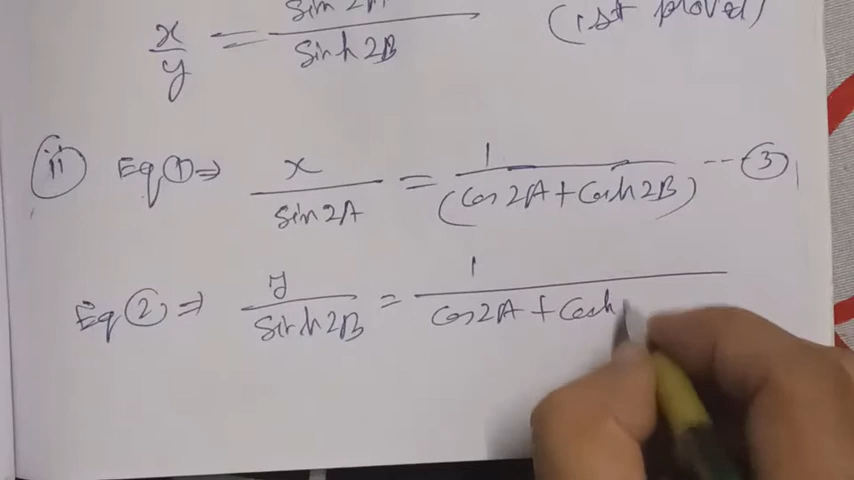 x/y = Sin 2A / Sinh 2B (1st proved)
(ii) Eq (1) ⇒ x / sin 2A = 1 / (Cos 2A + Cosh 2B) -- (3)
Eq (2) ⇒ y / Sinh 2B = 1 / Cos 2A + Cosh